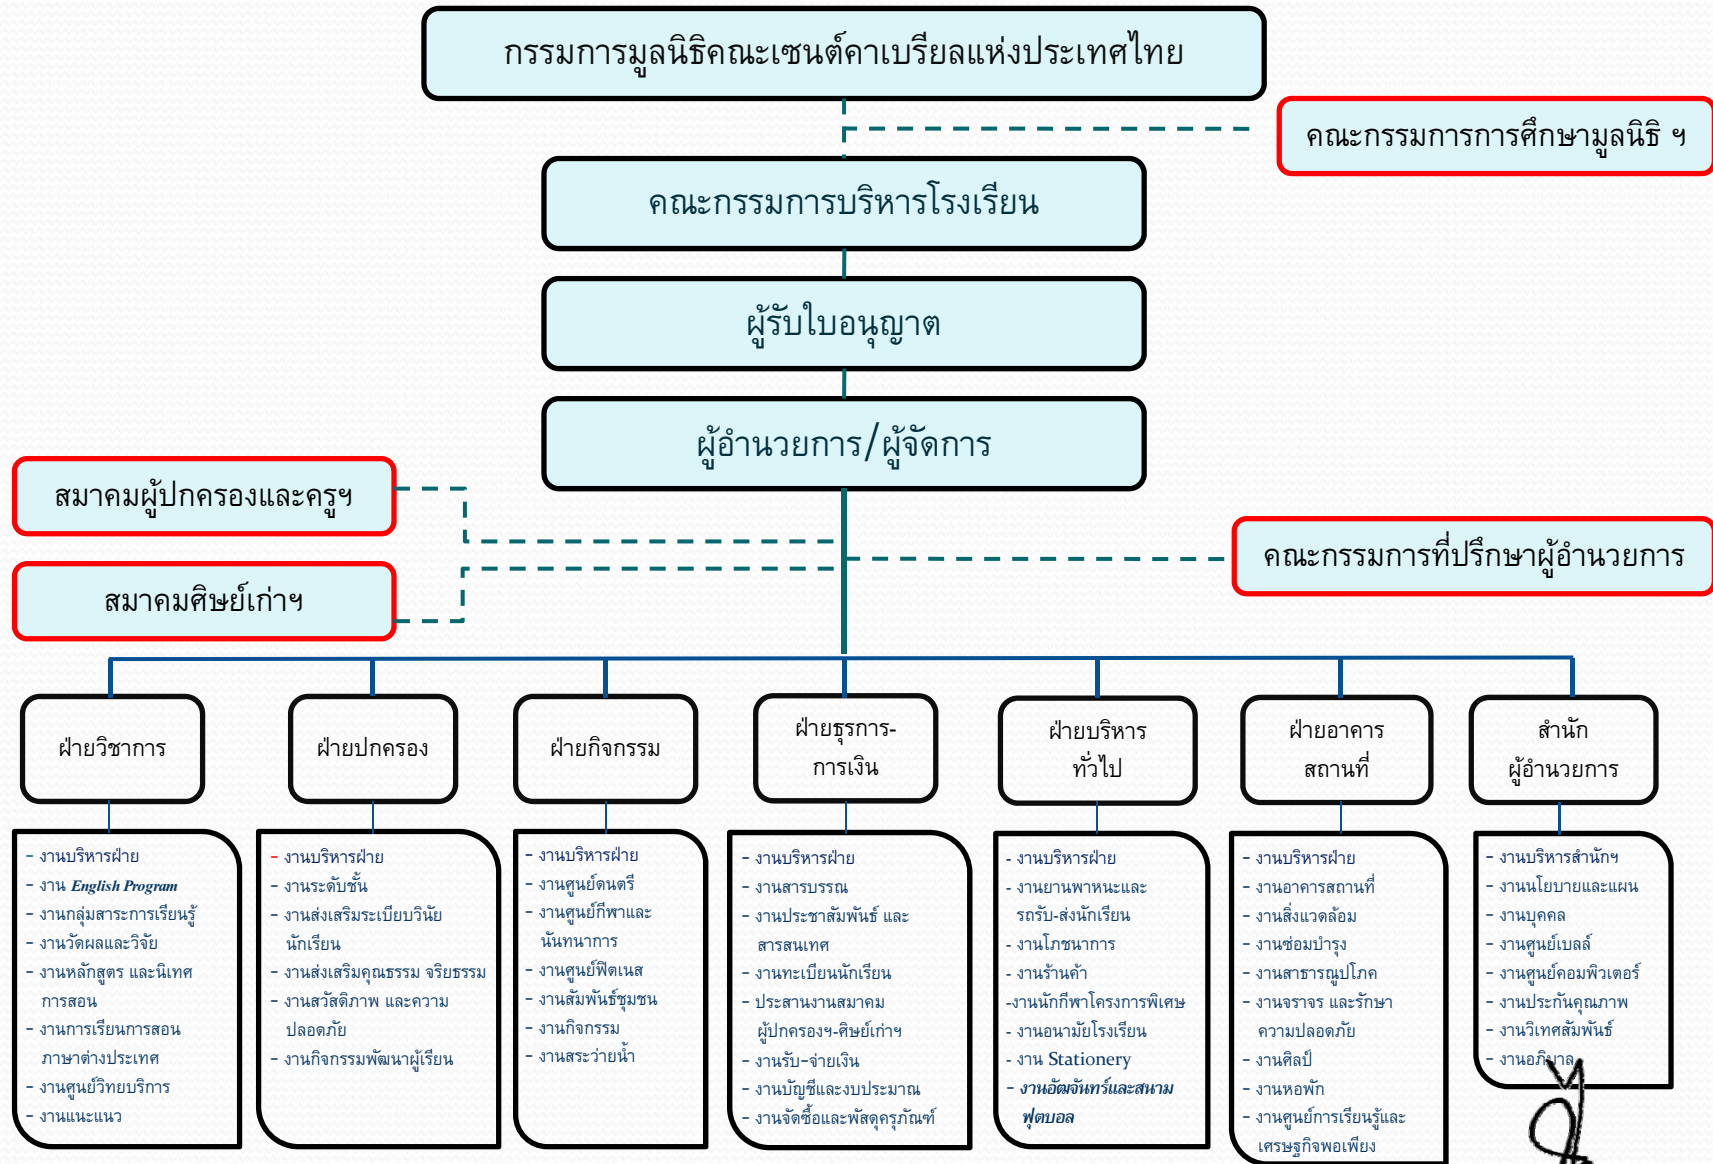 กรรมการมูลนิธิคณะเซนต์คาเบรียลแห่งประเทศไทย
คณะกรรมการการศึกษามูลนิธิ ฯ
คณะกรรมการบริหารโรงเรียน
ผู้รับใบอนุญาต
ผู้อำนวยการ/ผู้จัดการ
สมาคมผู้ปกครองและครูฯ
คณะกรรมการที่ปรึกษาผู้อำนวยการ
สมาคมศิษย์เก่าฯ
ฝ่ายวิชาการ
ฝ่ายปกครอง
ฝ่ายกิจกรรม
ฝ่ายธุรการ-
การเงิน
ฝ่ายบริหาร
ทั่วไป
ฝ่ายอาคาร
สถานที่
สำนัก
ผู้อำนวยการ
- งานบริหารฝ่าย
- งาน English Program
- งานกลุ่มสาระการเรียนรู้
- งานวัดผลและวิจัย
- งานหลักสูตร และนิเทศ
การสอน
- งานการเรียนการสอน
ภาษาต่างประเทศ
- งานศูนย์วิทยบริการ
- งานแนะแนว
- งานบริหารฝ่าย
- งานระดับชั้น
- งานส่งเสริมระเบียบวินัย
นักเรียน
- งานส่งเสริมคุณธรรม จริยธรรม
- งานสวัสดิภาพ และความ
ปลอดภัย
- งานกิจกรรมพัฒนาผู้เรียน
- งานบริหารฝ่าย
- งานศูนย์ดนตรี
- งานศูนย์กีฬาและ
นันทนาการ
- งานศูนย์ฟิตเนส
- งานสัมพันธ์ชุมชน
- งานกิจกรรม
- งานสระว่ายน้ำ
- งานบริหารฝ่าย
- งานสารบรรณ
- งานประชาสัมพันธ์ และ
สารสนเทศ
- งานทะเบียนนักเรียน
- ประสานงานสมาคม
ผู้ปกครองฯ-ศิษย์เก่าฯ
- งานรับ-จ่ายเงิน
- งานบัญชีและงบประมาณ
- งานจัดซื้อและพัสดุครุภัณฑ์
- งานบริหารฝ่าย
- งานยานพาหนะและ
รถรับ-ส่งนักเรียน
- งานโภชนาการ
- งานร้านค้า
-งานนักกีฬาโครงการพิเศษ
- งานอนามัยโรงเรียน
- งาน Stationery
- งานอัฒจันทร์และสนาม
ฟุตบอล
- งานบริหารฝ่าย
- งานอาคารสถานที่
- งานสิ่งแวดล้อม
- งานซ่อมบำรุง
- งานสาธารณูปโภค
- งานจราจร และรักษา
ความปลอดภัย
- งานศิลป์
- งานหอพัก
- งานศูนย์การเรียนรู้และ
เศรษฐกิจพอเพียง
- งานบริหารสำนักฯ
- งานนโยบายและแผน
- งานบุคคล
- งานศูนย์เบลล์
- งานศูนย์คอมพิวเตอร์
- งานประกันคุณภาพ
- งานวิเทศสัมพันธ์
- งานอภิบาล